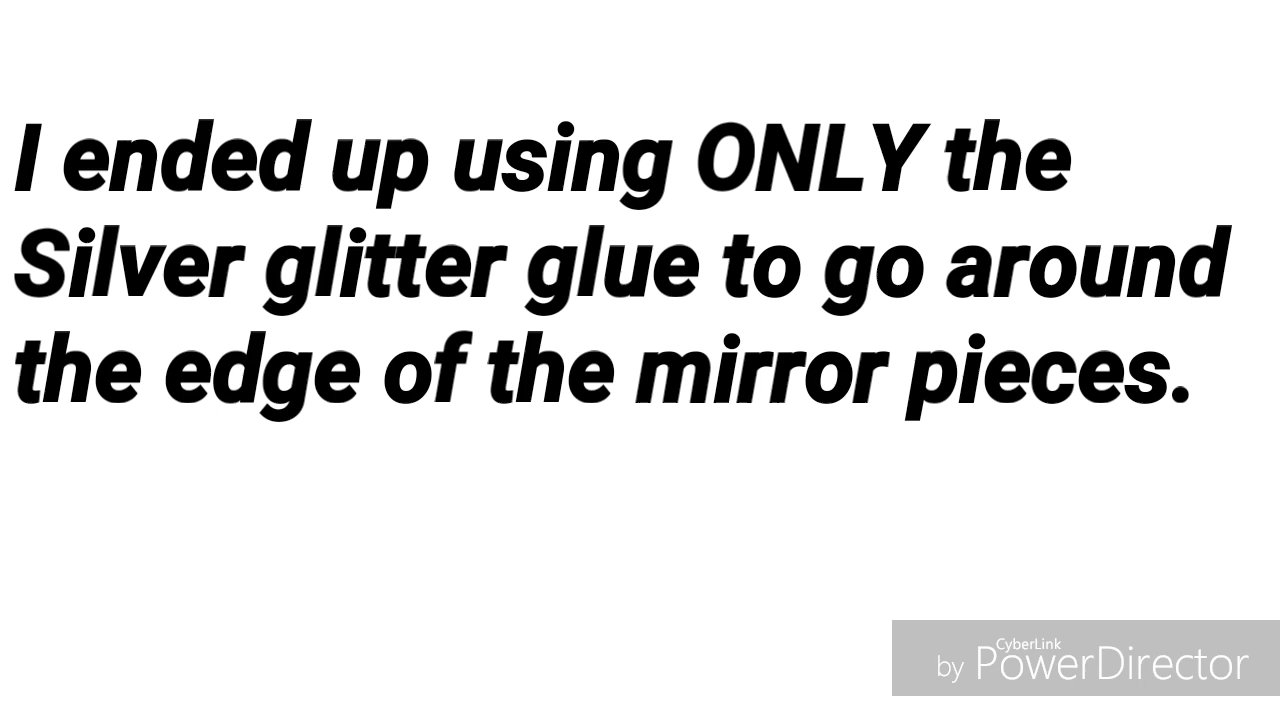 I ended up using ONLY the
Silver glitter glue to go around
the edge of the mirror pieces.
CyberLink
by PowerDirector